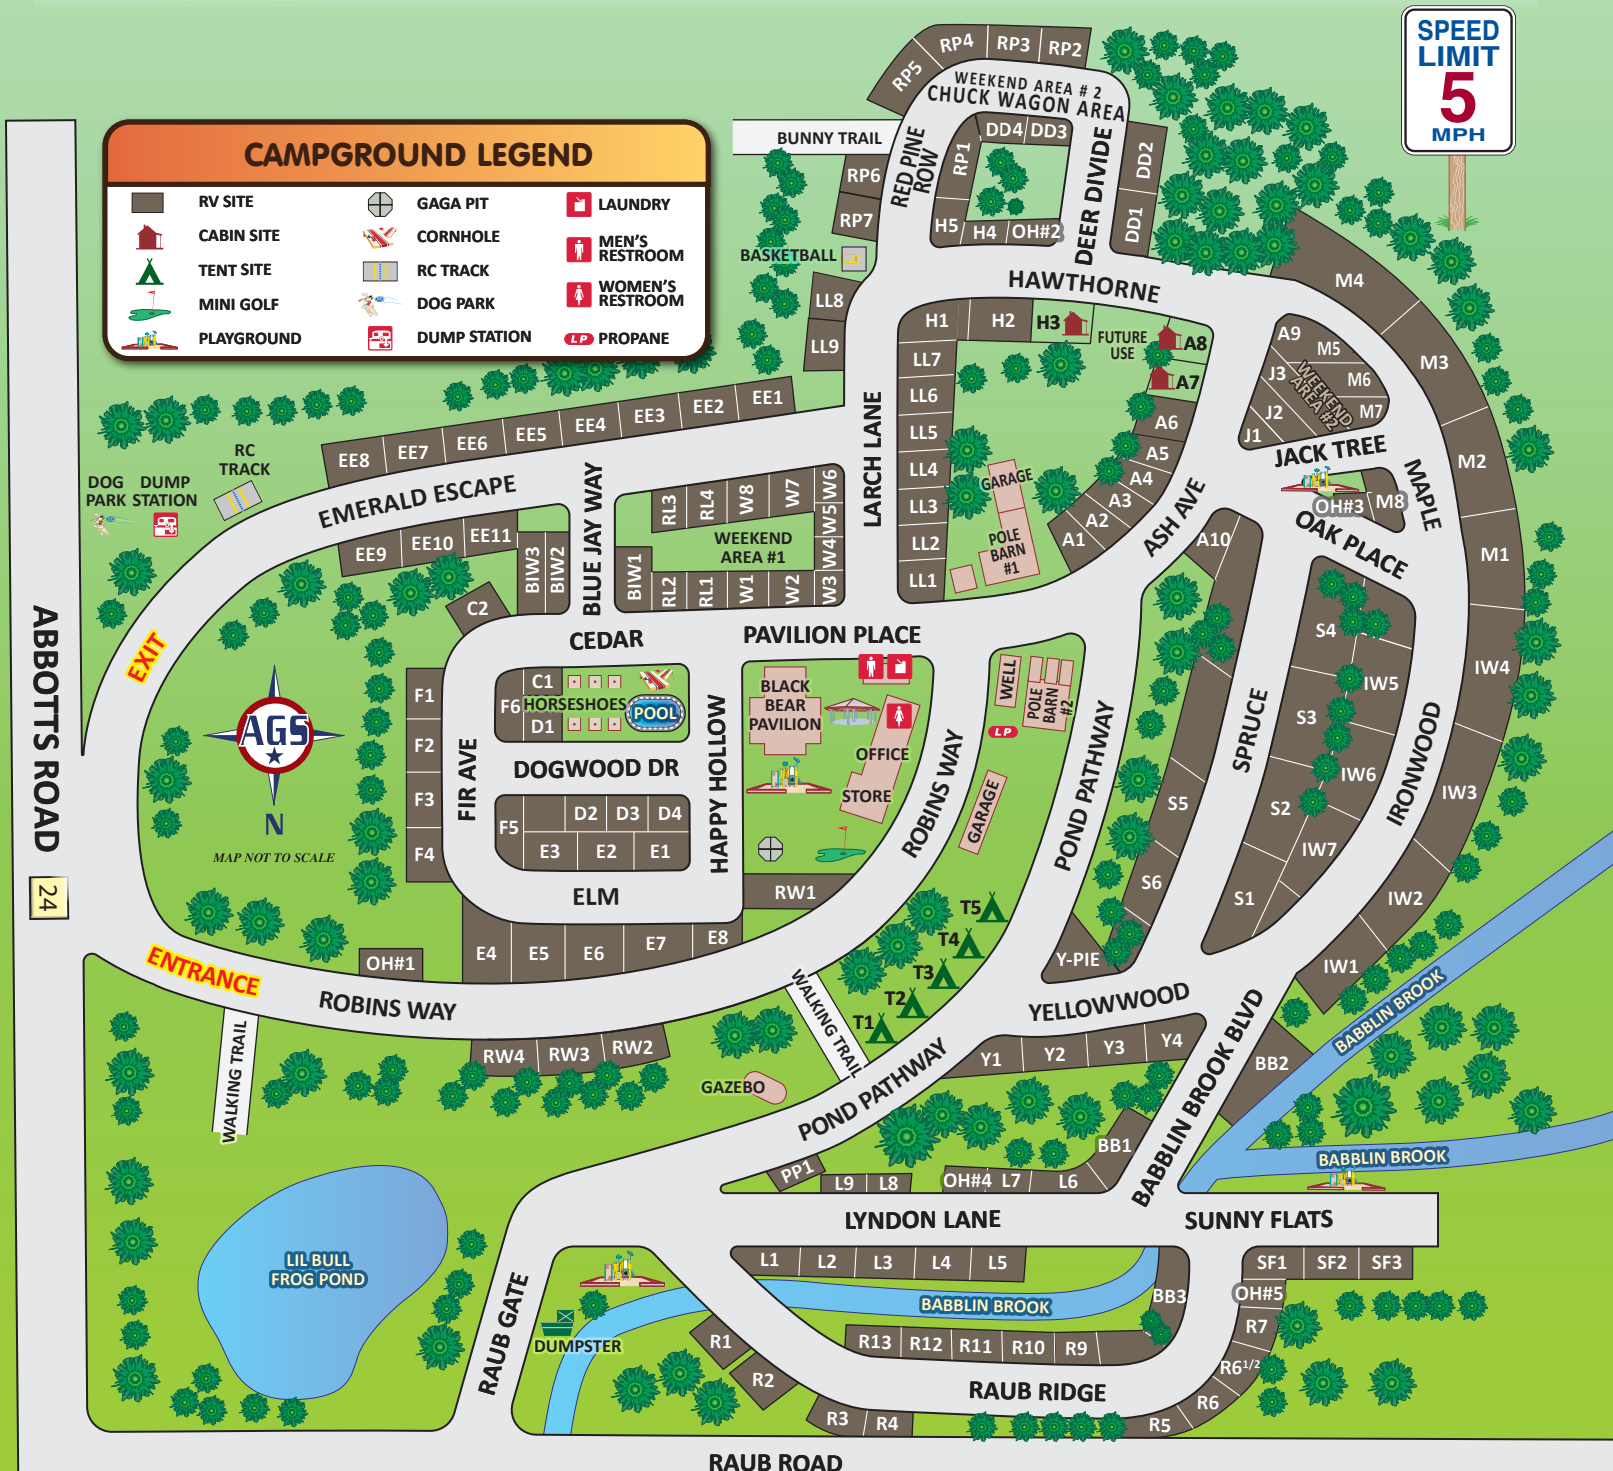 SPEED
LIMIT
5
MPH
CAMPGROUND LEGEND
RV SITE
CABIN SITE
TENT SITE
MINI GOLF
PLAYGROUND
GAGA PIT
CORNHOLE
RC TRACK
DOG PARK
DUMP STATION
LAUNDRY
MEN'S
RESTROOM
WOMEN'S
RESTROOM
LP PROPANE
RP5
RP4
RP3
RP2
WEEKEND AREA # 2
CHUCK WAGON AREA
BUNNY TRAIL
RED PINE
ROW
RP1
DD4
DD3
DEER DIVIDE
DD2
DD1
RP6
RP7
H5
H4
OH#2
BASKETBALL
HAWTHORNE
LL8
LL9
H1
H2
H3
FUTURE
USE
A8
A7
A6
A5
A4
A3
A2
A1
LL7
LL6
LL5
LL4
LL3
LL2
LL1
GARAGE
POLE
BARN
#1
LARCH LANE
ASH AVE
A9
M5
M6
M7
J3
J2
J1
WEEKEND
AREA #2
JACK TREE
OH#3
M8
OAK PLACE
MAPLE
M4
M3
M2
M1
IW4
IW3
IW2
IW1
EE8
EE7
EE6
EE5
EE4
EE3
EE2
EE1
RC
TRACK
DOG
PARK
DUMP
STATION
EMERALD ESCAPE
EE9
EE10
EE11
BIW3
BIW2
BLUE JAY WAY
BIW1
RL3
RL4
W8
W7
W6
W5
W4
W3
WEEKEND
AREA #1
RL2
RL1
W1
W2
C2
CEDAR
PAVILION PLACE
EXIT
ABBOTTS ROAD
24
AGS
N
MAP NOT TO SCALE
F1
F2
F3
F4
FIR AVE
F6
C1
HORSESHOES
D1
POOL
DOGWOOD DR
F5
D2
D3
D4
E3
E2
E1
ELM
HAPPY HOLLOW
BLACK
BEAR
PAVILION
OFFICE
STORE
RW1
ROBINS WAY
WELL
POLE
BARN
#2
LP
GARAGE
POND PATHWAY
A10
S5
S6
Y-PIE
SPRUCE
S4
IW5
S3
IW6
S2
IW7
S1
IRONWOOD
E4
E5
E6
E7
E8
OH#1
ENTRANCE
ROBINS WAY
WALKING TRAIL
RW4
RW3
RW2
T5
T4
T3
T2
T1
WALKING TRAIL
GAZEBO
POND PATHWAY
YELLOWWOOD
Y1
Y2
Y3
Y4
BABBLIN BROOK BLVD
BB2
BB1
BABBLIN BROOK
BABBLIN BROOK
PP1
L9
L8
OH#4
L7
L6
LYNDON LANE
SUNNY FLATS
L1
L2
L3
L4
L5
BABBLIN BROOK
BB3
SF1
SF2
SF3
OH#5
R7
R6 1/2
R6
R5
R13
R12
R11
R10
R9
RAUB RIDGE
R1
R2
R3
R4
LIL BULL
FROG POND
RAUB GATE
DUMPSTER
RAUB ROAD